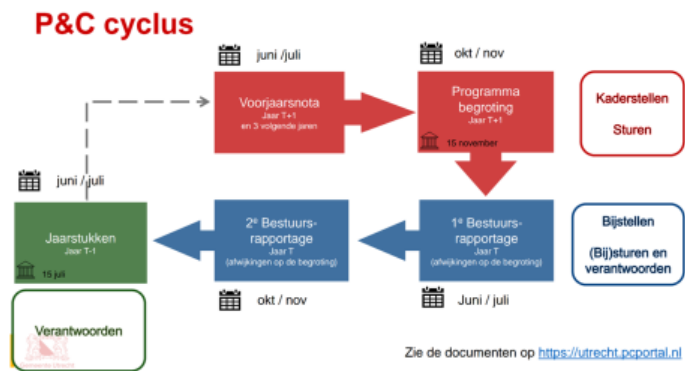 P&C cyclus
juni /juli
okt / nov
Voorjaarsnota
Jaar T+1
en 3 volgende jaren
Programma
begroting
Jaar T+1
15 november
Kaderstellen
Sturen
juni / juli
Jaarstukken
Jaar T-1
15 juli
2e Bestuurs-
rapportage
Jaar T
(afwijkingen op de begroting)
1e Bestuurs-
rapportage
Jaar T
(afwijkingen op de begroting)
Bijstellen
(Bij)sturen en
verantwoorden
okt / nov
Juni / juli
Verantwoorden
Gemeente Utrecht
Zie de documenten op https://utrecht.pcportal.nl